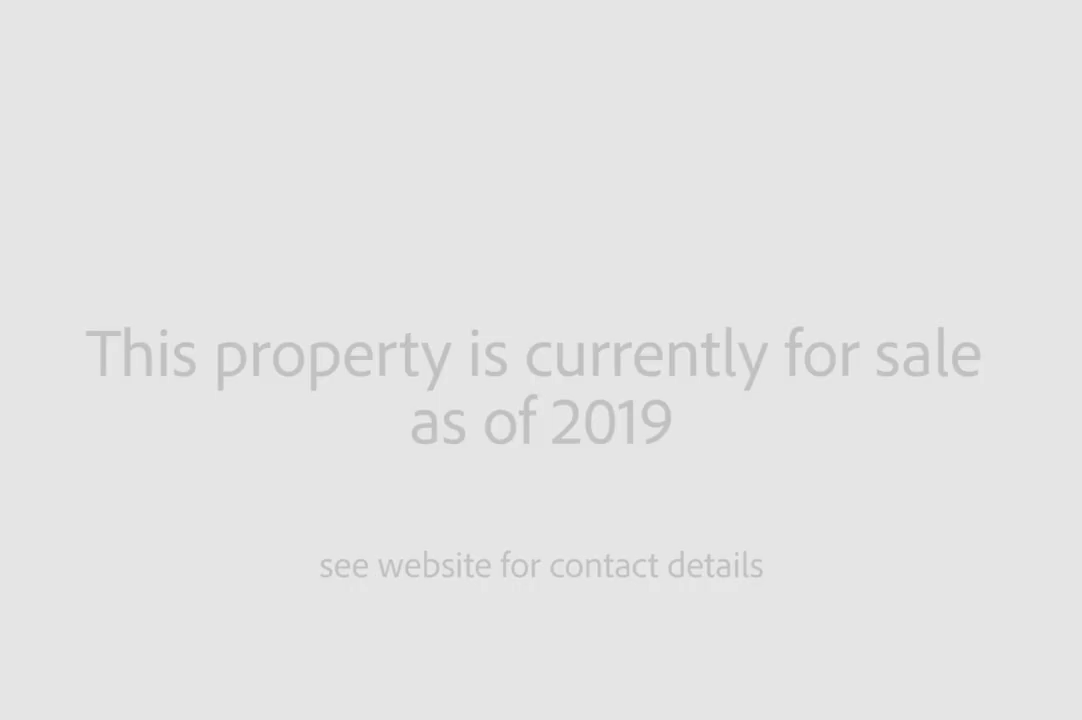 This property is currently for sale
as of 2019
see website for contact details